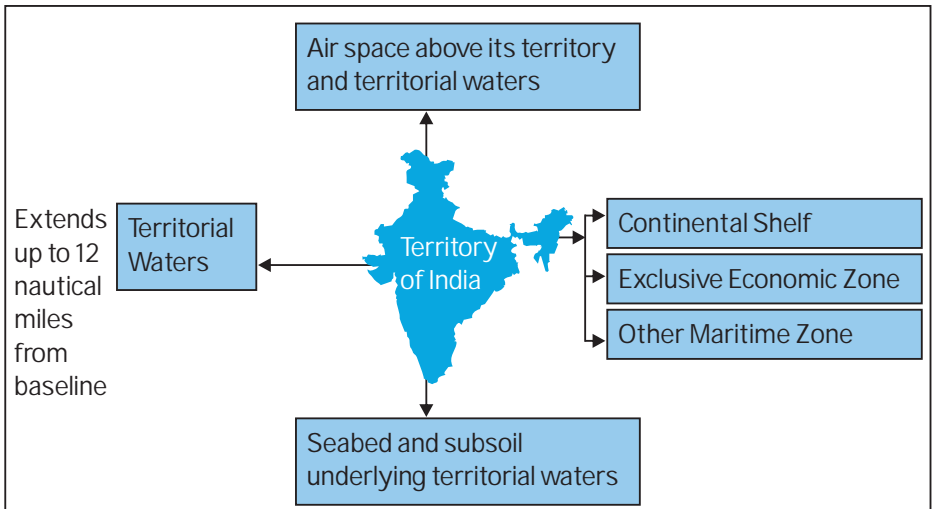 Air space above its territory
and territorial waters
Extends
up to 12
nautical
miles
from
baseline
Territorial
Waters
Territory
of India
Continental Shelf
Exclusive Economic Zone
Other Maritime Zone
Seabed and subsoil
underlying territorial waters